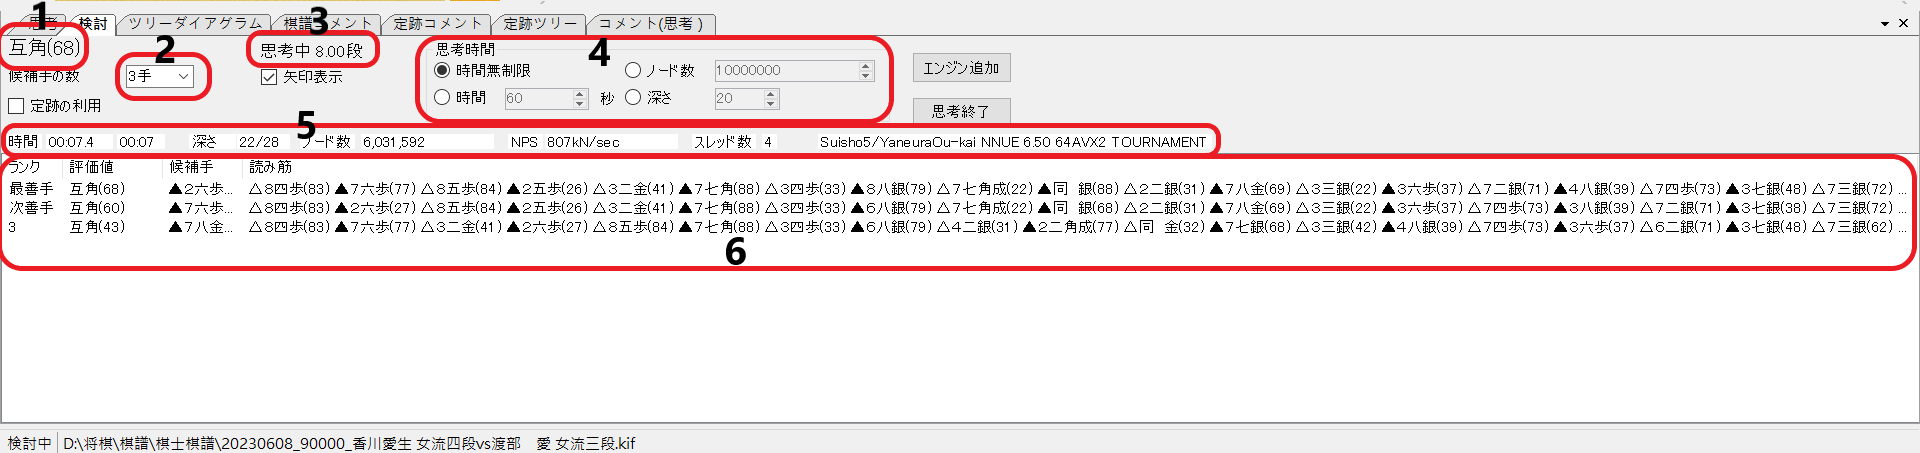 思考 検討 ツリーダイアグラム 棋譜コメント 定跡コメント 定跡ツリー コメント(思考)
1 2 3 4 5 6
互角(68)
思考中 8.00段
候補手の数 3手
矢印表示
定跡の利用
思考時間
時間無制限 ノード数 10000000
時間 60 秒 深さ 20
エンジン追加
思考終了
時間 00:07.4 00:07 深さ 22/28 ノード数 6,031,592 NPS 807kN/sec スレッド数 4 Suisho5/YaneuraOu-kai NNUE 6.50 64AVX2 TOURNAMENT
ランク 評価値 候補手 読み筋
最善手 互角(68) ▲2六歩... △8四歩(83) ▲7六歩(77) △8五歩(84) ▲2五歩(26) △3二金(41) ▲7七角(88) △3四歩(33) ▲8八銀(79) △7七角成(22) ▲同 銀(88) △2二銀(31) ▲7八金(69) △3三銀(22) ▲3六歩(37) △7二銀(71) ▲4八銀(39) △7四歩(73) ▲3七銀(48) △7三銀(72) ...
次善手 互角(60) ▲7六歩... △8四歩(83) ▲2六歩(27) △8五歩(84) ▲2五歩(26) △3二金(41) ▲7七角(88) △3四歩(33) ▲6八銀(79) △7七角成(22) ▲同 銀(68) △2二銀(31) ▲7八金(69) △3三銀(22) ▲3六歩(37) △7四歩(73) ▲3八銀(39) △7二銀(71) ▲3七銀(38) △7三銀(72) ...
3 互角(43) ▲7八金... △8四歩(83) ▲7六歩(77) △3二金(41) ▲2六歩(27) △8五歩(84) ▲7七角(88) △3四歩(33) ▲6八銀(79) △4二銀(31) ▲2二角成(77) △同 金(32) ▲7七銀(68) △3三銀(42) ▲4八銀(39) △7四歩(73) ▲3六歩(37) △6二銀(71) ▲3七銀(48) △7三銀(62) ...
検討中 D:\将棋\棋譜\棋士棋譜\20230608_90000_香川愛生 女流四段vs渡部　愛 女流三段.kif